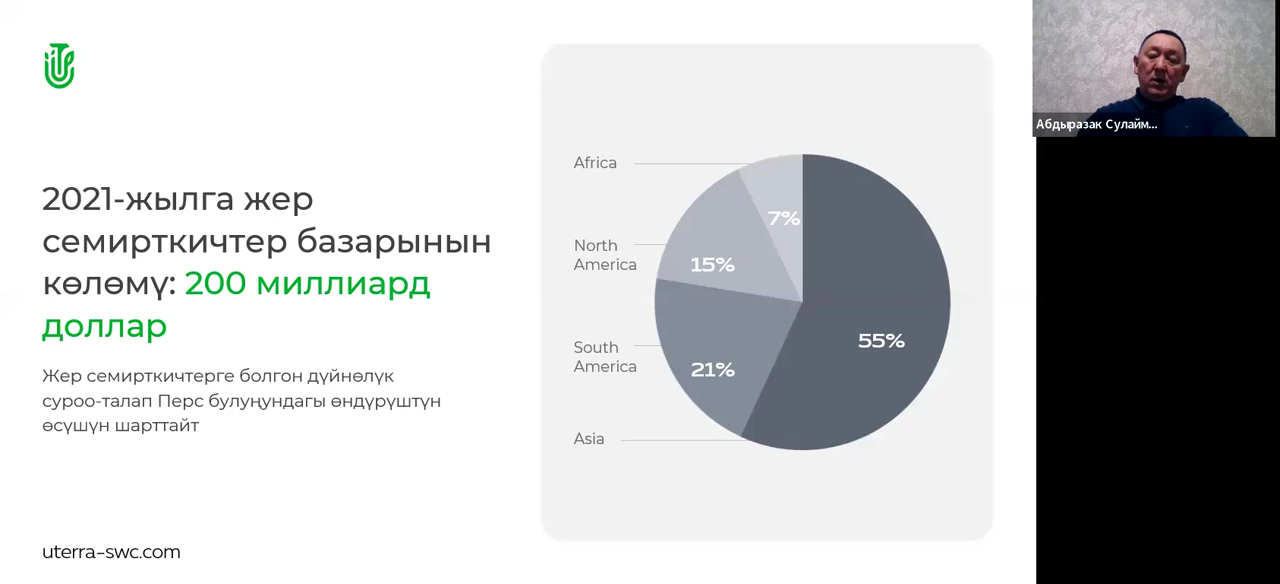 2021-жылга жер
семирткичтер базарынын
көлөмү: 200 миллиард
доллар
Жер семирткичтерге болгон дүйнөлүк
суроо-талап Перс булуңундагы өндүрүштүн
өсүшүн шарттайт
uterra-swc.com
Africa
North
America
South
America
Asia
7%
15%
21%
55%
Абдыразак Сулайм...